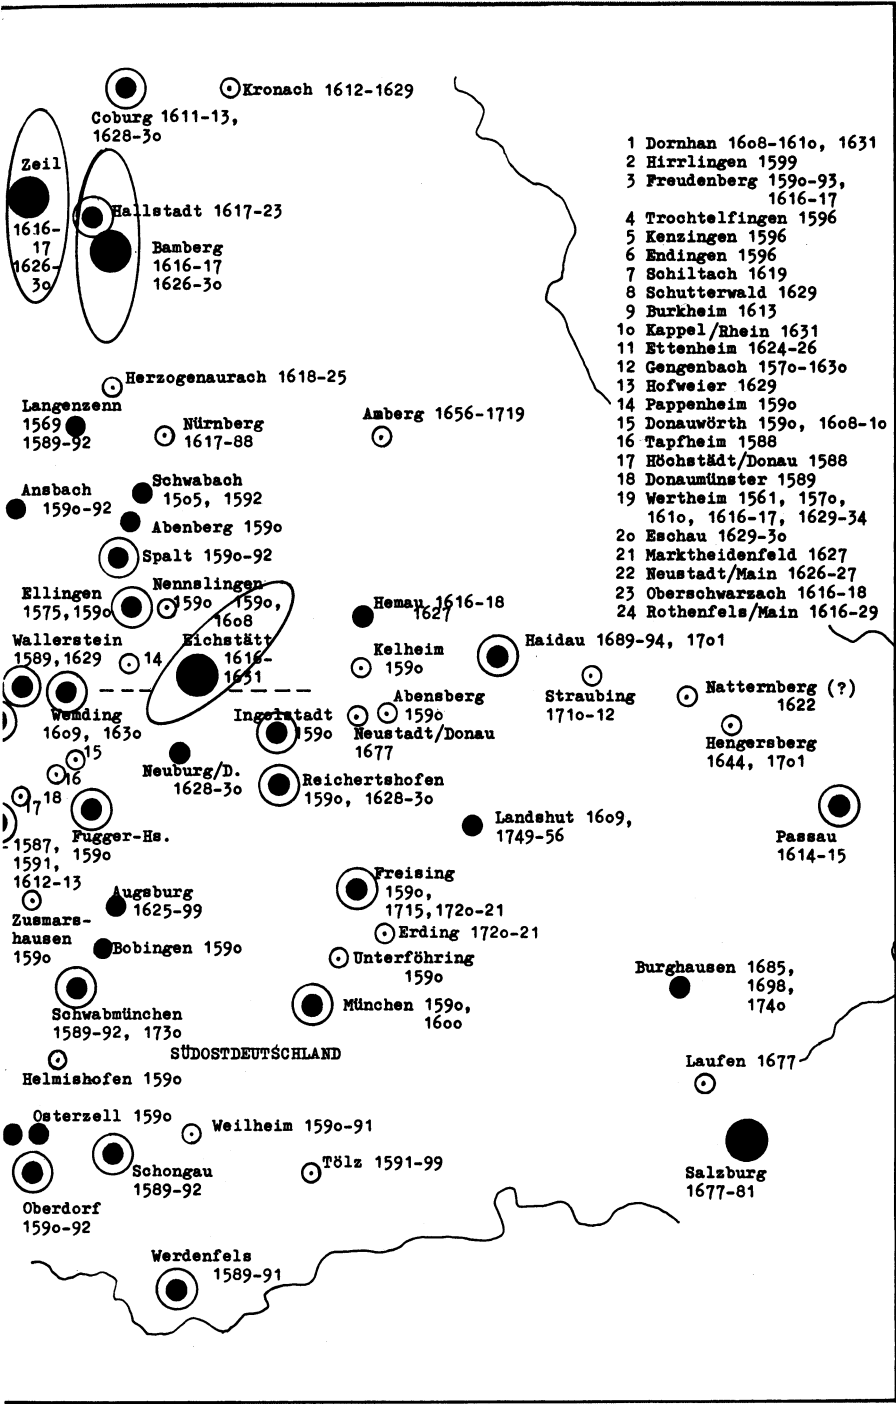 Kronach 1612-1629
Coburg 1611-13,
1628-3o
Zeil
1616-
17
1626-
3o
Hallstadt 1617-23
Bamberg
1616-17
1626-3o
1 Dornhan 16o8-161o, 1631
2 Hirrlingen 1599
3 Freudenberg 159o-93,
1616-17
4 Trochtelfingen 1596
5 Kenzingen 1596
6 Endingen 1596
7 Schiltach 1619
8 Schutterwald 1629
9 Burkheim 1613
1o Kappel/Rhein 1631
11 Ettenheim 1624-26
12 Gengenbach 157o-163o
13 Hofweier 1629
14 Pappenheim 159o
15 Donauwörth 159o, 16o8-1o
16 Tapfheim 1588
17 Höchstädt/Donau 1588
18 Donaumünster 1589
19 Wertheim 1561, 157o,
161o, 1616-17, 1629-34
2o Eschau 1629-3o
21 Marktheidenfeld 1627
22 Neustadt/Main 1626-27
23 Oberschwarzach 1616-18
24 Rothenfels/Main 1616-29
Herzogenaurach 1618-25
Langenzenn
1569
1589-92
Nürnberg
1617-88
Amberg 1656-1719
Ansbach
159o-92
Schwabach
15o5, 1592
Abenberg 159o
Spalt 159o-92
Ellingen
1575,159o
Nennslingen
159o 159o,
16o8
Eichstätt
1616-
1631
Hemau 1616-18
1627
Wallerstein
1589,1629
14
Kelheim
159o
Haidau 1689-94, 17o1
Straubing
171o-12
Natternberg (?)
1622
Hengersberg
1644, 17o1
Wemding
16o9, 163o
Ingolstadt
159o
Abensberg
159o
Neustadt/Donau
1677
15
16
17
18
Neuburg/D.
1628-3o
Reichertshofen
159o, 1628-3o
Landshut 16o9,
1749-56
Passau
1614-15
Fugger-Hs.
159o
-1587,
1591,
1612-13
Freising
159o,
1715,172o-21
Augsburg
1625-99
Zusmars-
hausen
159o
Erding 172o-21
Bobingen 159o
Unterföhring
159o
Burghausen 1685,
1698,
174o
Schwabmünchen
1589-92, 173o
München 159o,
16oo
SÜDOSTDEUTSCHLAND
Helmishofen 159o
Laufen 1677
Osterzell 159o
Weilheim 159o-91
Schongau
1589-92
Tölz 1591-99
Salzburg
1677-81
Oberdorf
159o-92
Werdenfels
1589-91